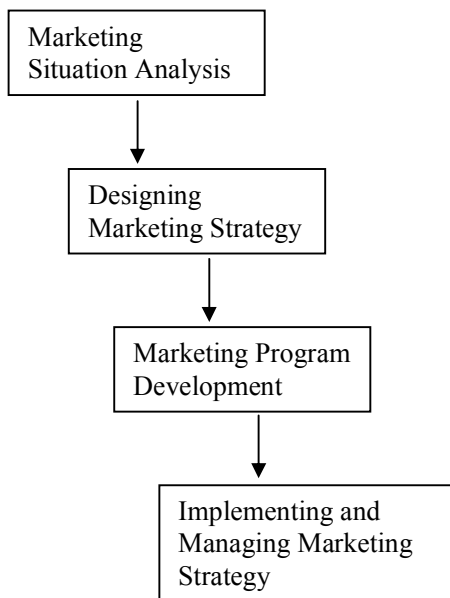 Marketing
Situation Analysis
Designing
Marketing Strategy
Marketing Program
Development
Implementing and
Managing Marketing
Strategy